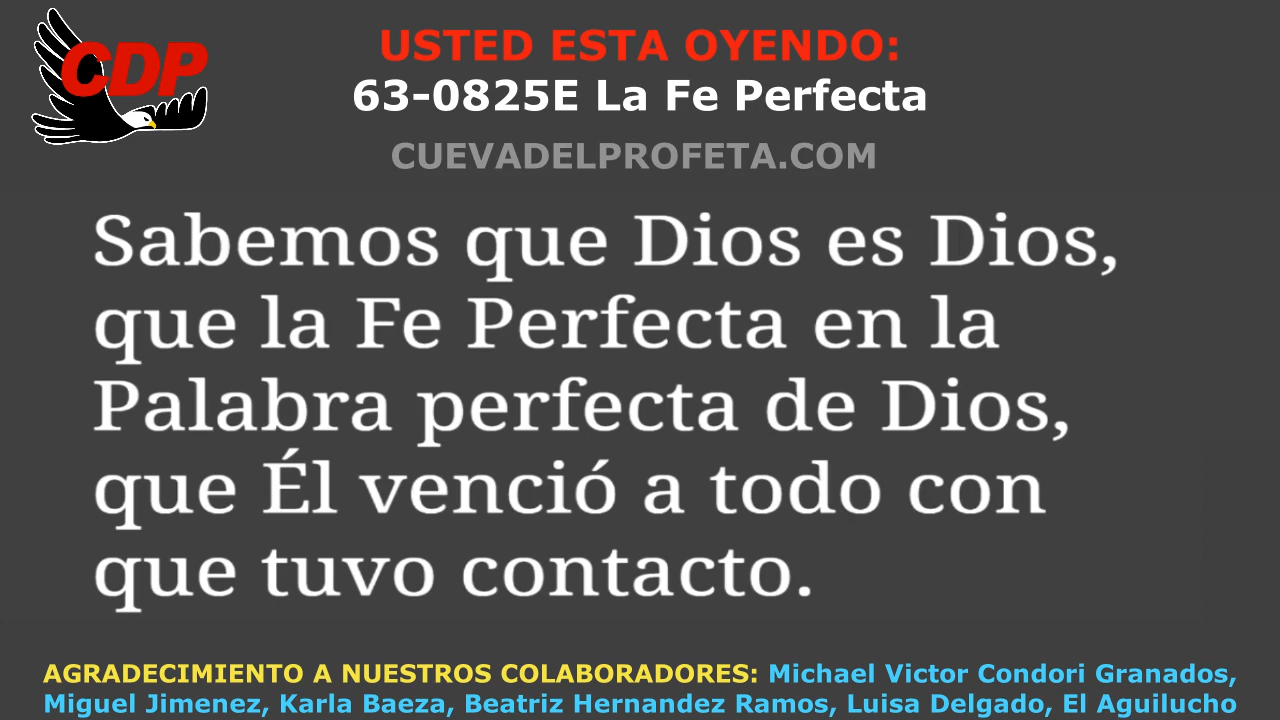 CDP
USTED ESTA OYENDO:
63-0825E La Fe Perfecta
CUEVADELPROFETA.COM
Sabemos que Dios es Dios,
que la Fe Perfecta en la
Palabra perfecta de Dios,
que Él venció a todo con
que tuvo contacto.
AGRADECIMIENTO A NUESTROS COLABORADORES: Michael Victor Condori Granados,
Miguel Jimenez, Karla Baeza, Beatriz Hernandez Ramos, Luisa Delgado, El Aguilucho